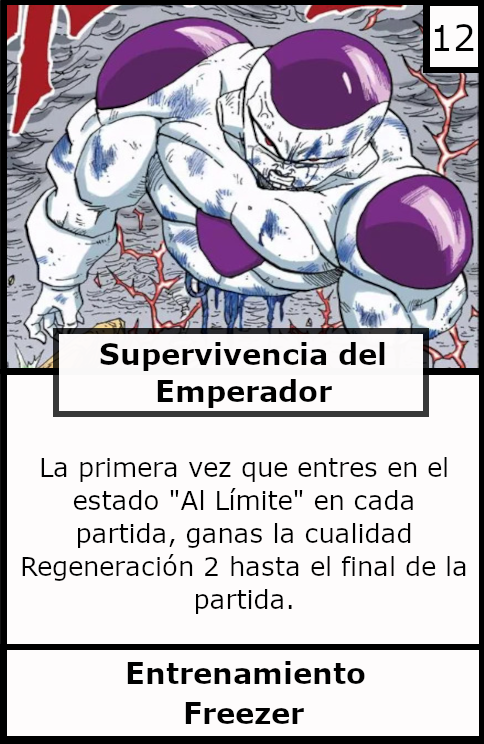 12
Supervivencia del
Emperador
La primera vez que entres en el
estado "Al Límite" en cada
partida, ganas la cualidad
Regeneración 2 hasta el final de la
partida.
Entrenamiento
Freezer